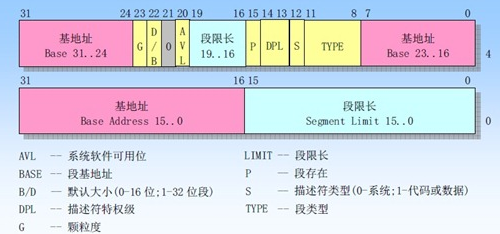 31 24 23 22 21 20 19 16 15 14 13 12 11 8 7 0
基地址 Base 31..24 G D/B 0 AVL 段限长 19..16 P DPL S TYPE 基地址 Base 23..16 4
31 16 15 0
基地址 Base Address 15..0 段限长 Segment Limit 15..0 0
AVL -- 系统软件可用位 LIMIT -- 段限长
BASE -- 段基地址 P -- 段存在
B/D -- 默认大小(0-16位;1-32位段) S -- 描述符类型(0-系统;1-代码或数据)
DPL -- 描述符特权级 TYPE -- 段类型
G -- 颗粒度